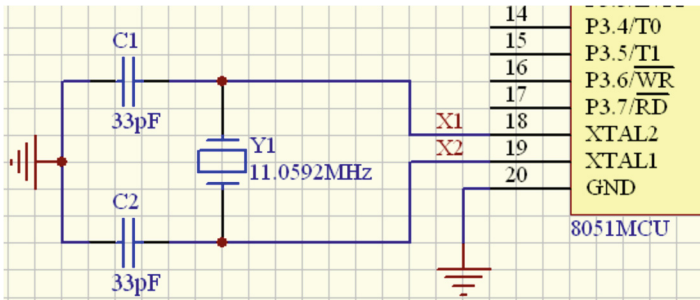 14
P3.4/T0
C1
15
P3.5/T1
16
P3.6/WR
17
P3.7/RD
33pF
X1
18
XTAL2
Y1
X2
19
XTAL1
11.0592MHz
20
GND
C2
8051MCU
33pF